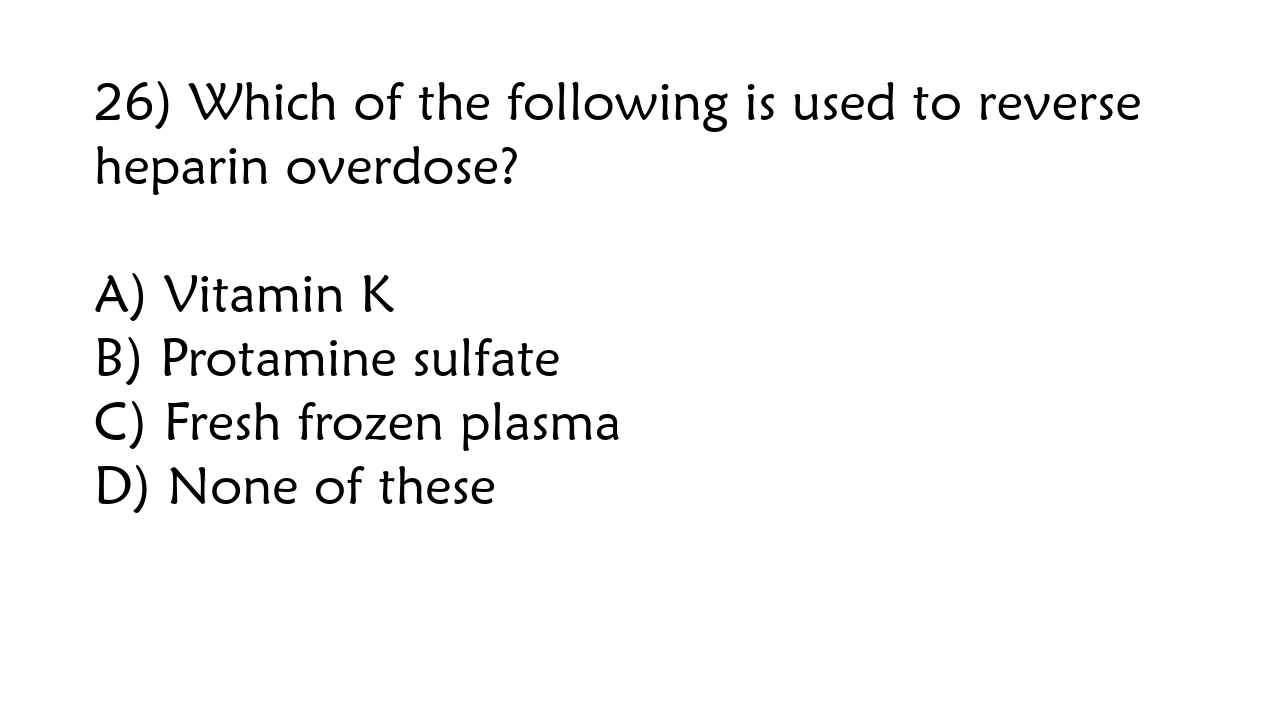 26) Which of the following is used to reverse
heparin overdose?
A) Vitamin K
B) Protamine sulfate
C) Fresh frozen plasma
D) None of these